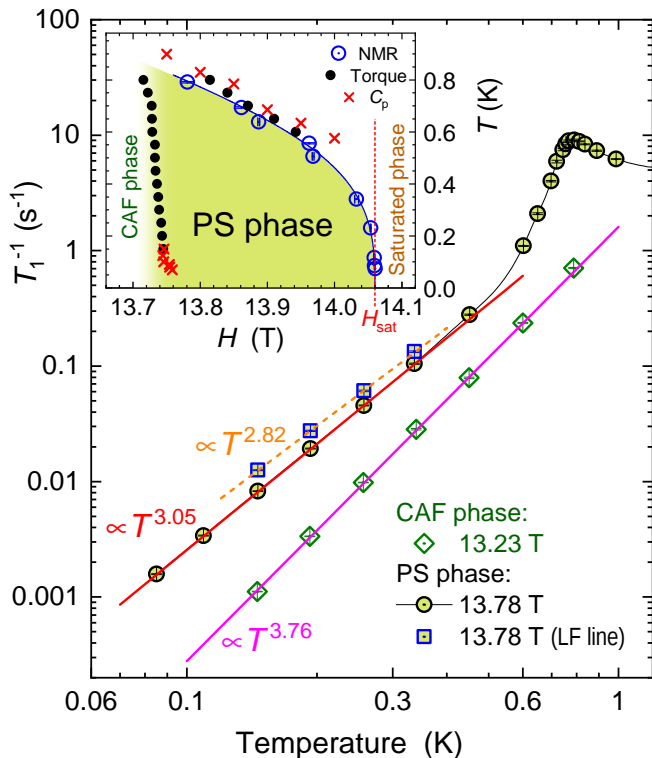 NMR
Torque
Cp
CAF phase
PS phase
Saturated phase
T (K)
0.8
0.6
0.4
0.2
0.0
13.7 13.8 13.9 14.0 14.1
H (T)
Hsat
T1^-1 (s^-1)
100
10
1
0.1
0.01
0.001
∝T^2.82
∝T^3.05
∝T^3.76
CAF phase:
13.23 T
PS phase:
13.78 T
13.78 T (LF line)
0.06 0.1 0.3 0.6 1
Temperature (K)